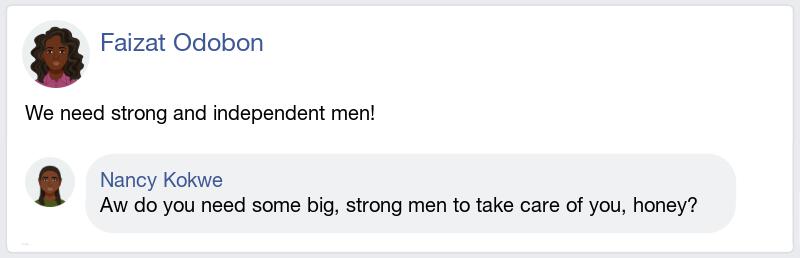 Faizat Odobon
We need strong and independent men!
Nancy Kokwe
Aw do you need some big, strong men to take care of you, honey?